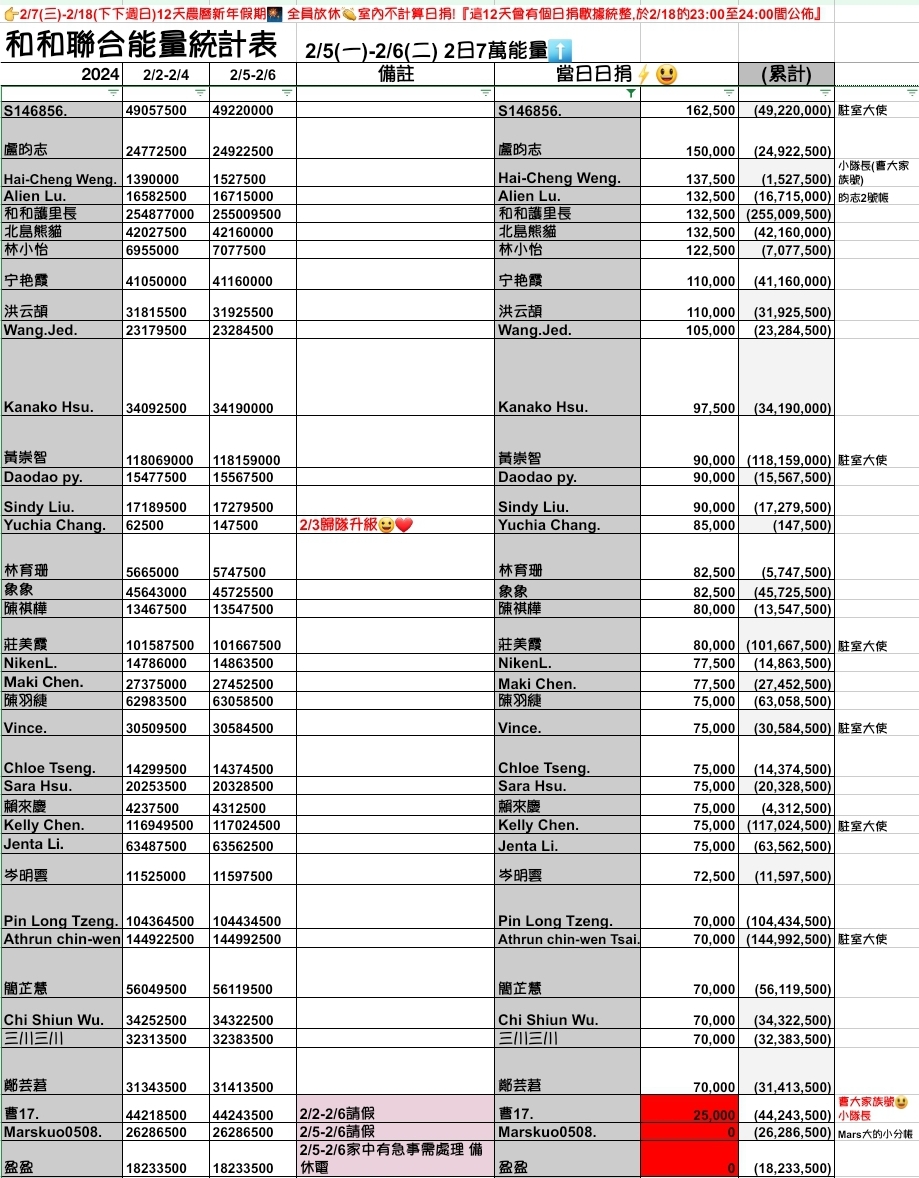 👉2/7(三)-2/18(下下週日)12天農曆新年假期🎆 全員放休👏室內不計算日捐!『這12天會有個日捐數據統整,於2/18的23:00至24:00間公佈』
和和聯合能量統計表 2/5(一)-2/6(二) 2日7萬能量⬆️
2024 2/2-2/4 2/5-2/6 備註 當日日捐⚡😃 (累計)
S146856. 49057500 49220000 S146856. 162,500 (49,220,000) 駐室大使
盧昀志 24772500 24922500 盧昀志 150,000 (24,922,500)
Hai-Cheng Weng. 1390000 1527500 Hai-Cheng Weng. 137,500 (1,527,500) 小隊長(曹大家族號)
Alien Lu. 16582500 16715000 Alien Lu. 132,500 (16,715,000) 昀志2號帳
和和護里長 254877000 255009500 和和護里長 132,500 (255,009,500)
北島熊貓 42027500 42160000 北島熊貓 132,500 (42,160,000)
林小怡 6955000 7077500 林小怡 122,500 (7,077,500)
宁艳霞 41050000 41160000 宁艳霞 110,000 (41,160,000)
洪云頡 31815500 31925500 洪云頡 110,000 (31,925,500)
Wang.Jed. 23179500 23284500 Wang.Jed. 105,000 (23,284,500)
Kanako Hsu. 34092500 34190000 Kanako Hsu. 97,500 (34,190,000)
黃崇智 118069000 118159000 黃崇智 90,000 (118,159,000) 駐室大使
Daodao py. 15477500 15567500 Daodao py. 90,000 (15,567,500)
Sindy Liu. 17189500 17279500 Sindy Liu. 90,000 (17,279,500)
Yuchia Chang. 62500 147500 2/3歸隊升級😃❤️ Yuchia Chang. 85,000 (147,500)
林育珊 5665000 5747500 林育珊 82,500 (5,747,500)
象象 45643000 45725500 象象 82,500 (45,725,500)
陳祺樺 13467500 13547500 陳祺樺 80,000 (13,547,500)
莊美霞 101587500 101667500 莊美霞 80,000 (101,667,500) 駐室大使
NikenL. 14786000 14863500 NikenL. 77,500 (14,863,500)
Maki Chen. 27375000 27452500 Maki Chen. 77,500 (27,452,500)
陳羽緁 62983500 63058500 陳羽緁 75,000 (63,058,500)
Vince. 30509500 30584500 Vince. 75,000 (30,584,500) 駐室大使
Chloe Tseng. 14299500 14374500 Chloe Tseng. 75,000 (14,374,500)
Sara Hsu. 20253500 20328500 Sara Hsu. 75,000 (20,328,500)
賴來慶 4237500 4312500 賴來慶 75,000 (4,312,500)
Kelly Chen. 116949500 117024500 Kelly Chen. 75,000 (117,024,500) 駐室大使
Jenta Li. 63487500 63562500 Jenta Li. 75,000 (63,562,500)
岑明雲 11525000 11597500 岑明雲 72,500 (11,597,500)
Pin Long Tzeng. 104364500 104434500 Pin Long Tzeng. 70,000 (104,434,500)
Athrun chin-wen 144922500 144992500 Athrun chin-wen Tsai. 70,000 (144,992,500) 駐室大使
簡芷慧 56049500 56119500 簡芷慧 70,000 (56,119,500)
Chi Shiun Wu. 34252500 34322500 Chi Shiun Wu. 70,000 (34,322,500)
三川三川 32313500 32383500 三川三川 70,000 (32,383,500)
鄭芸 31343500 31413500 鄭芸 70,000 (31,413,500)
曹17. 44218500 44243500 2/2-2/6請假 曹17. 25,000 (44,243,500) 曹大家族號😃小隊長
Marskuo0508. 26286500 26286500 2/5-2/6請假 Marskuo0508. 0 (26,286,500) Mars大的小分帳
盈盈 18233500 18233500 2/5-2/6家中有急事需處理 備休電 盈盈 0 (18,233,500)